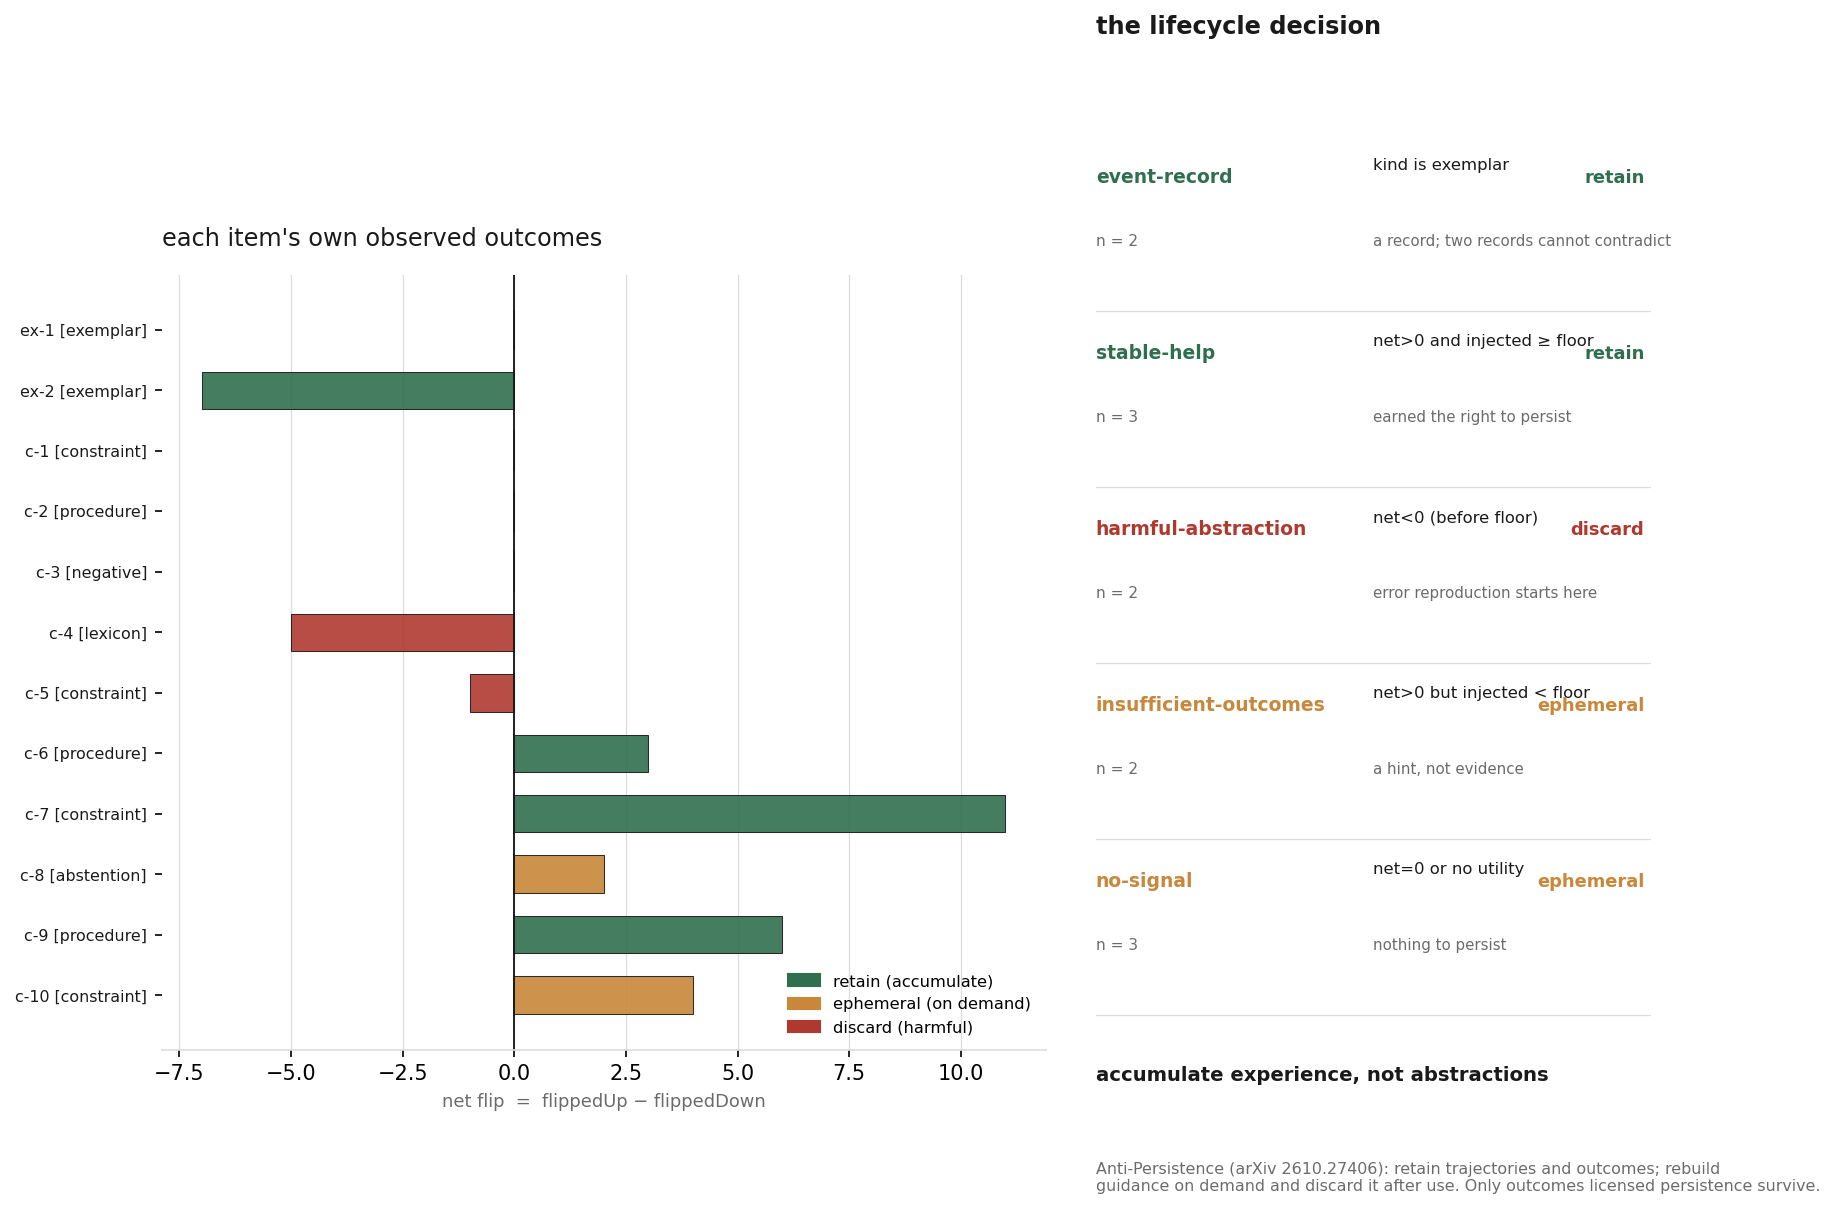 the lifecycle decision
each item's own observed outcomes
ex-1 [exemplar]
ex-2 [exemplar]
c-1 [constraint]
c-2 [procedure]
c-3 [negative]
c-4 [lexicon]
c-5 [constraint]
c-6 [procedure]
c-7 [constraint]
c-8 [abstention]
c-9 [procedure]
c-10 [constraint]
retain (accumulate)
ephemeral (on demand)
discard (harmful)
−7.5 −5.0 −2.5 0.0 2.5 5.0 7.5 10.0
net flip = flippedUp − flippedDown
event-record kind is exemplar retain
n = 2 a record; two records cannot contradict
stable-help net>0 and injected ≥ floor retain
n = 3 earned the right to persist
harmful-abstraction net<0 (before floor) discard
n = 2 error reproduction starts here
insufficient-outcomes net>0 but injected < floor ephemeral
n = 2 a hint, not evidence
no-signal net=0 or no utility ephemeral
n = 3 nothing to persist
accumulate experience, not abstractions
Anti-Persistence (arXiv 2610.27406): retain trajectories and outcomes; rebuild
guidance on demand and discard it after use. Only outcomes licensed persistence survive.